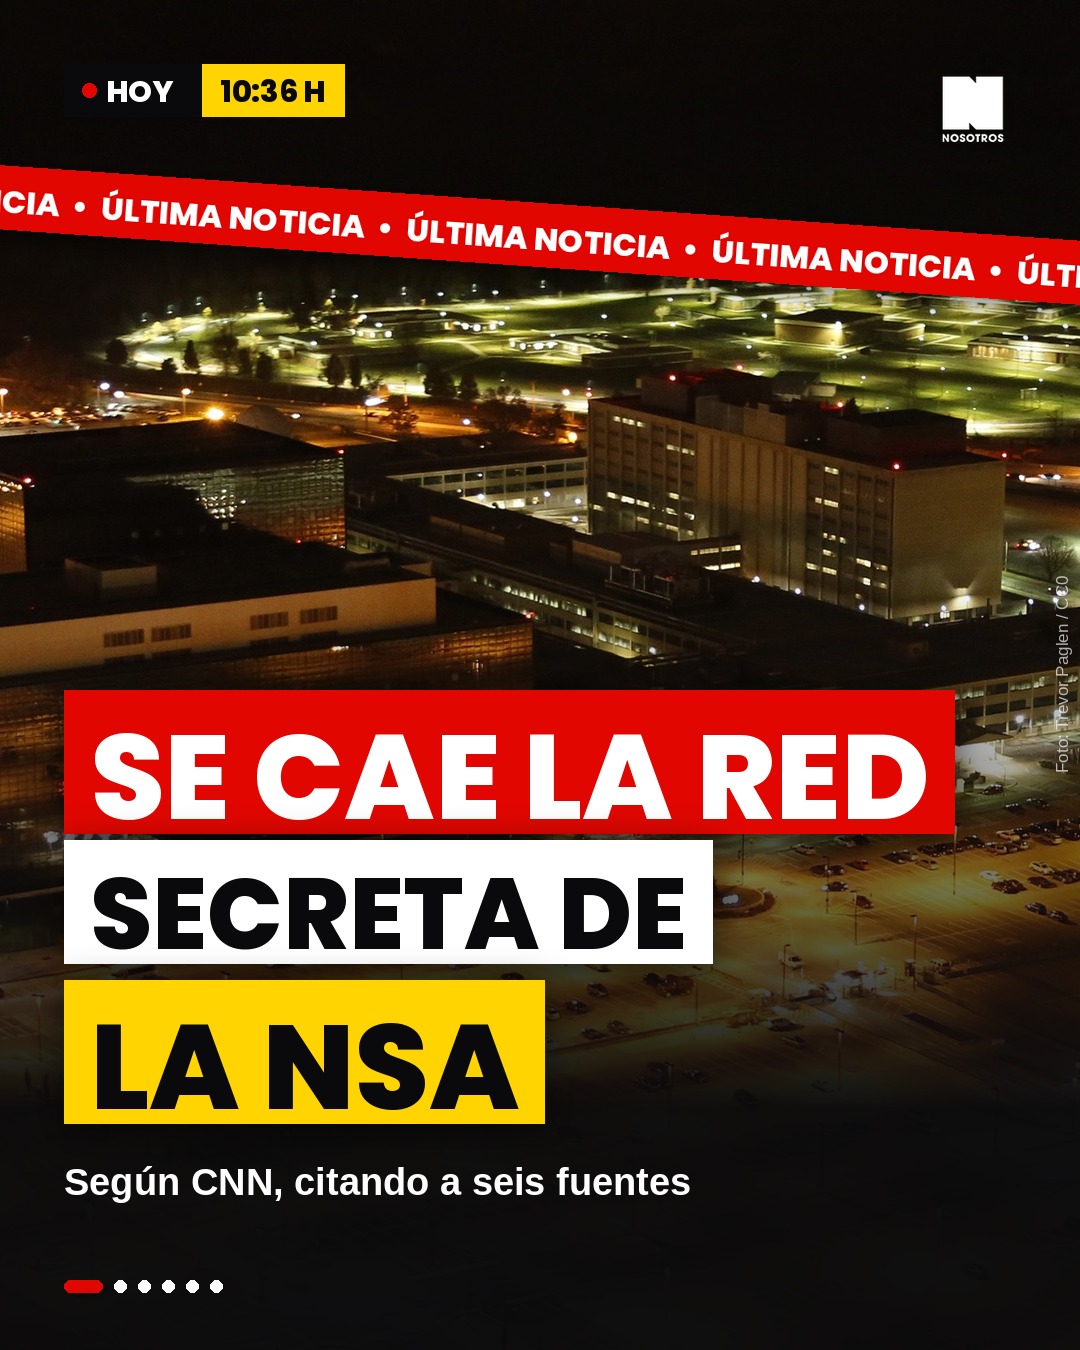 HOY 10:36 H
NOSOTROS
ICIA • ÚLTIMA NOTICIA • ÚLTIMA NOTICIA • ÚLTIMA NOTICIA • ÚLTI
Foto: Trevor Paglen / CC0
SE CAE LA RED
SECRETA DE
LA NSA
Según CNN, citando a seis fuentes